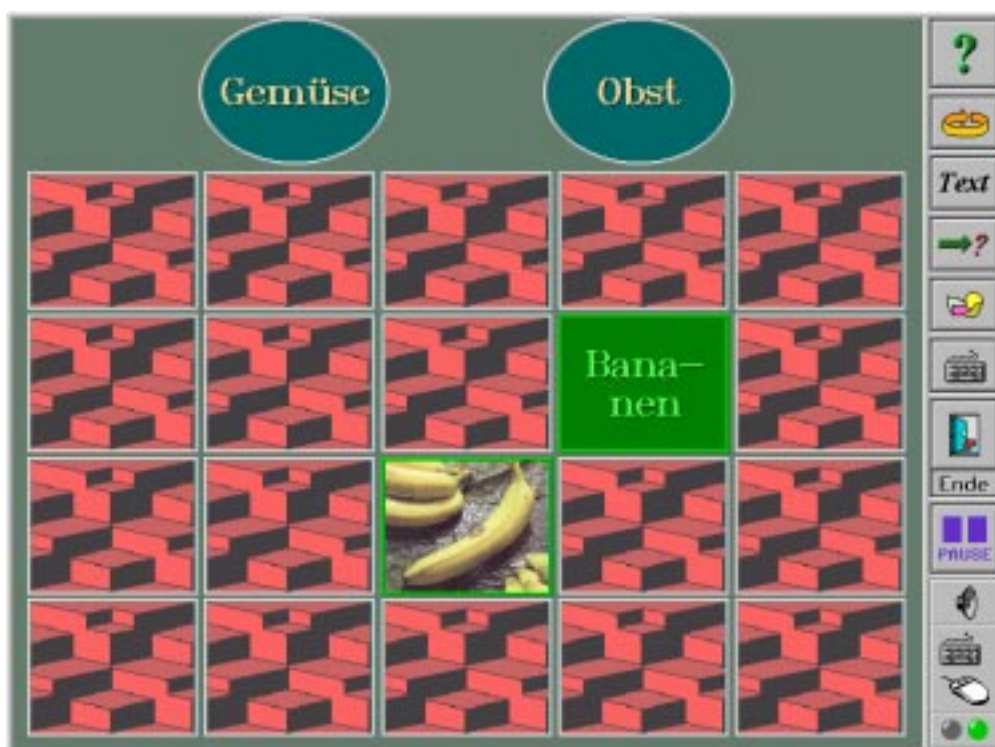 Gemüse
Obst
Bana-
nen
?
Text
?
Ende
PAUSE